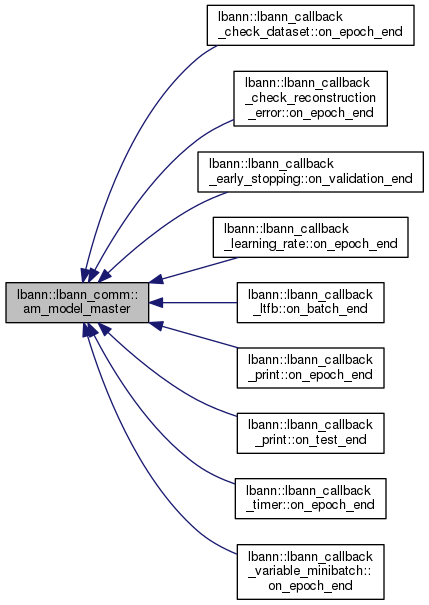 lbann::lbann_callback
_check_dataset::on_epoch_end
lbann::lbann_callback
_check_reconstruction
_error::on_epoch_end
lbann::lbann_callback
_early_stopping::on_validation_end
lbann::lbann_callback
_learning_rate::on_epoch_end
lbann::lbann_comm::
am_model_master
lbann::lbann_callback
_ltfb::on_batch_end
lbann::lbann_callback
_print::on_epoch_end
lbann::lbann_callback
_print::on_test_end
lbann::lbann_callback
_timer::on_epoch_end
lbann::lbann_callback
_variable_minibatch::
on_epoch_end